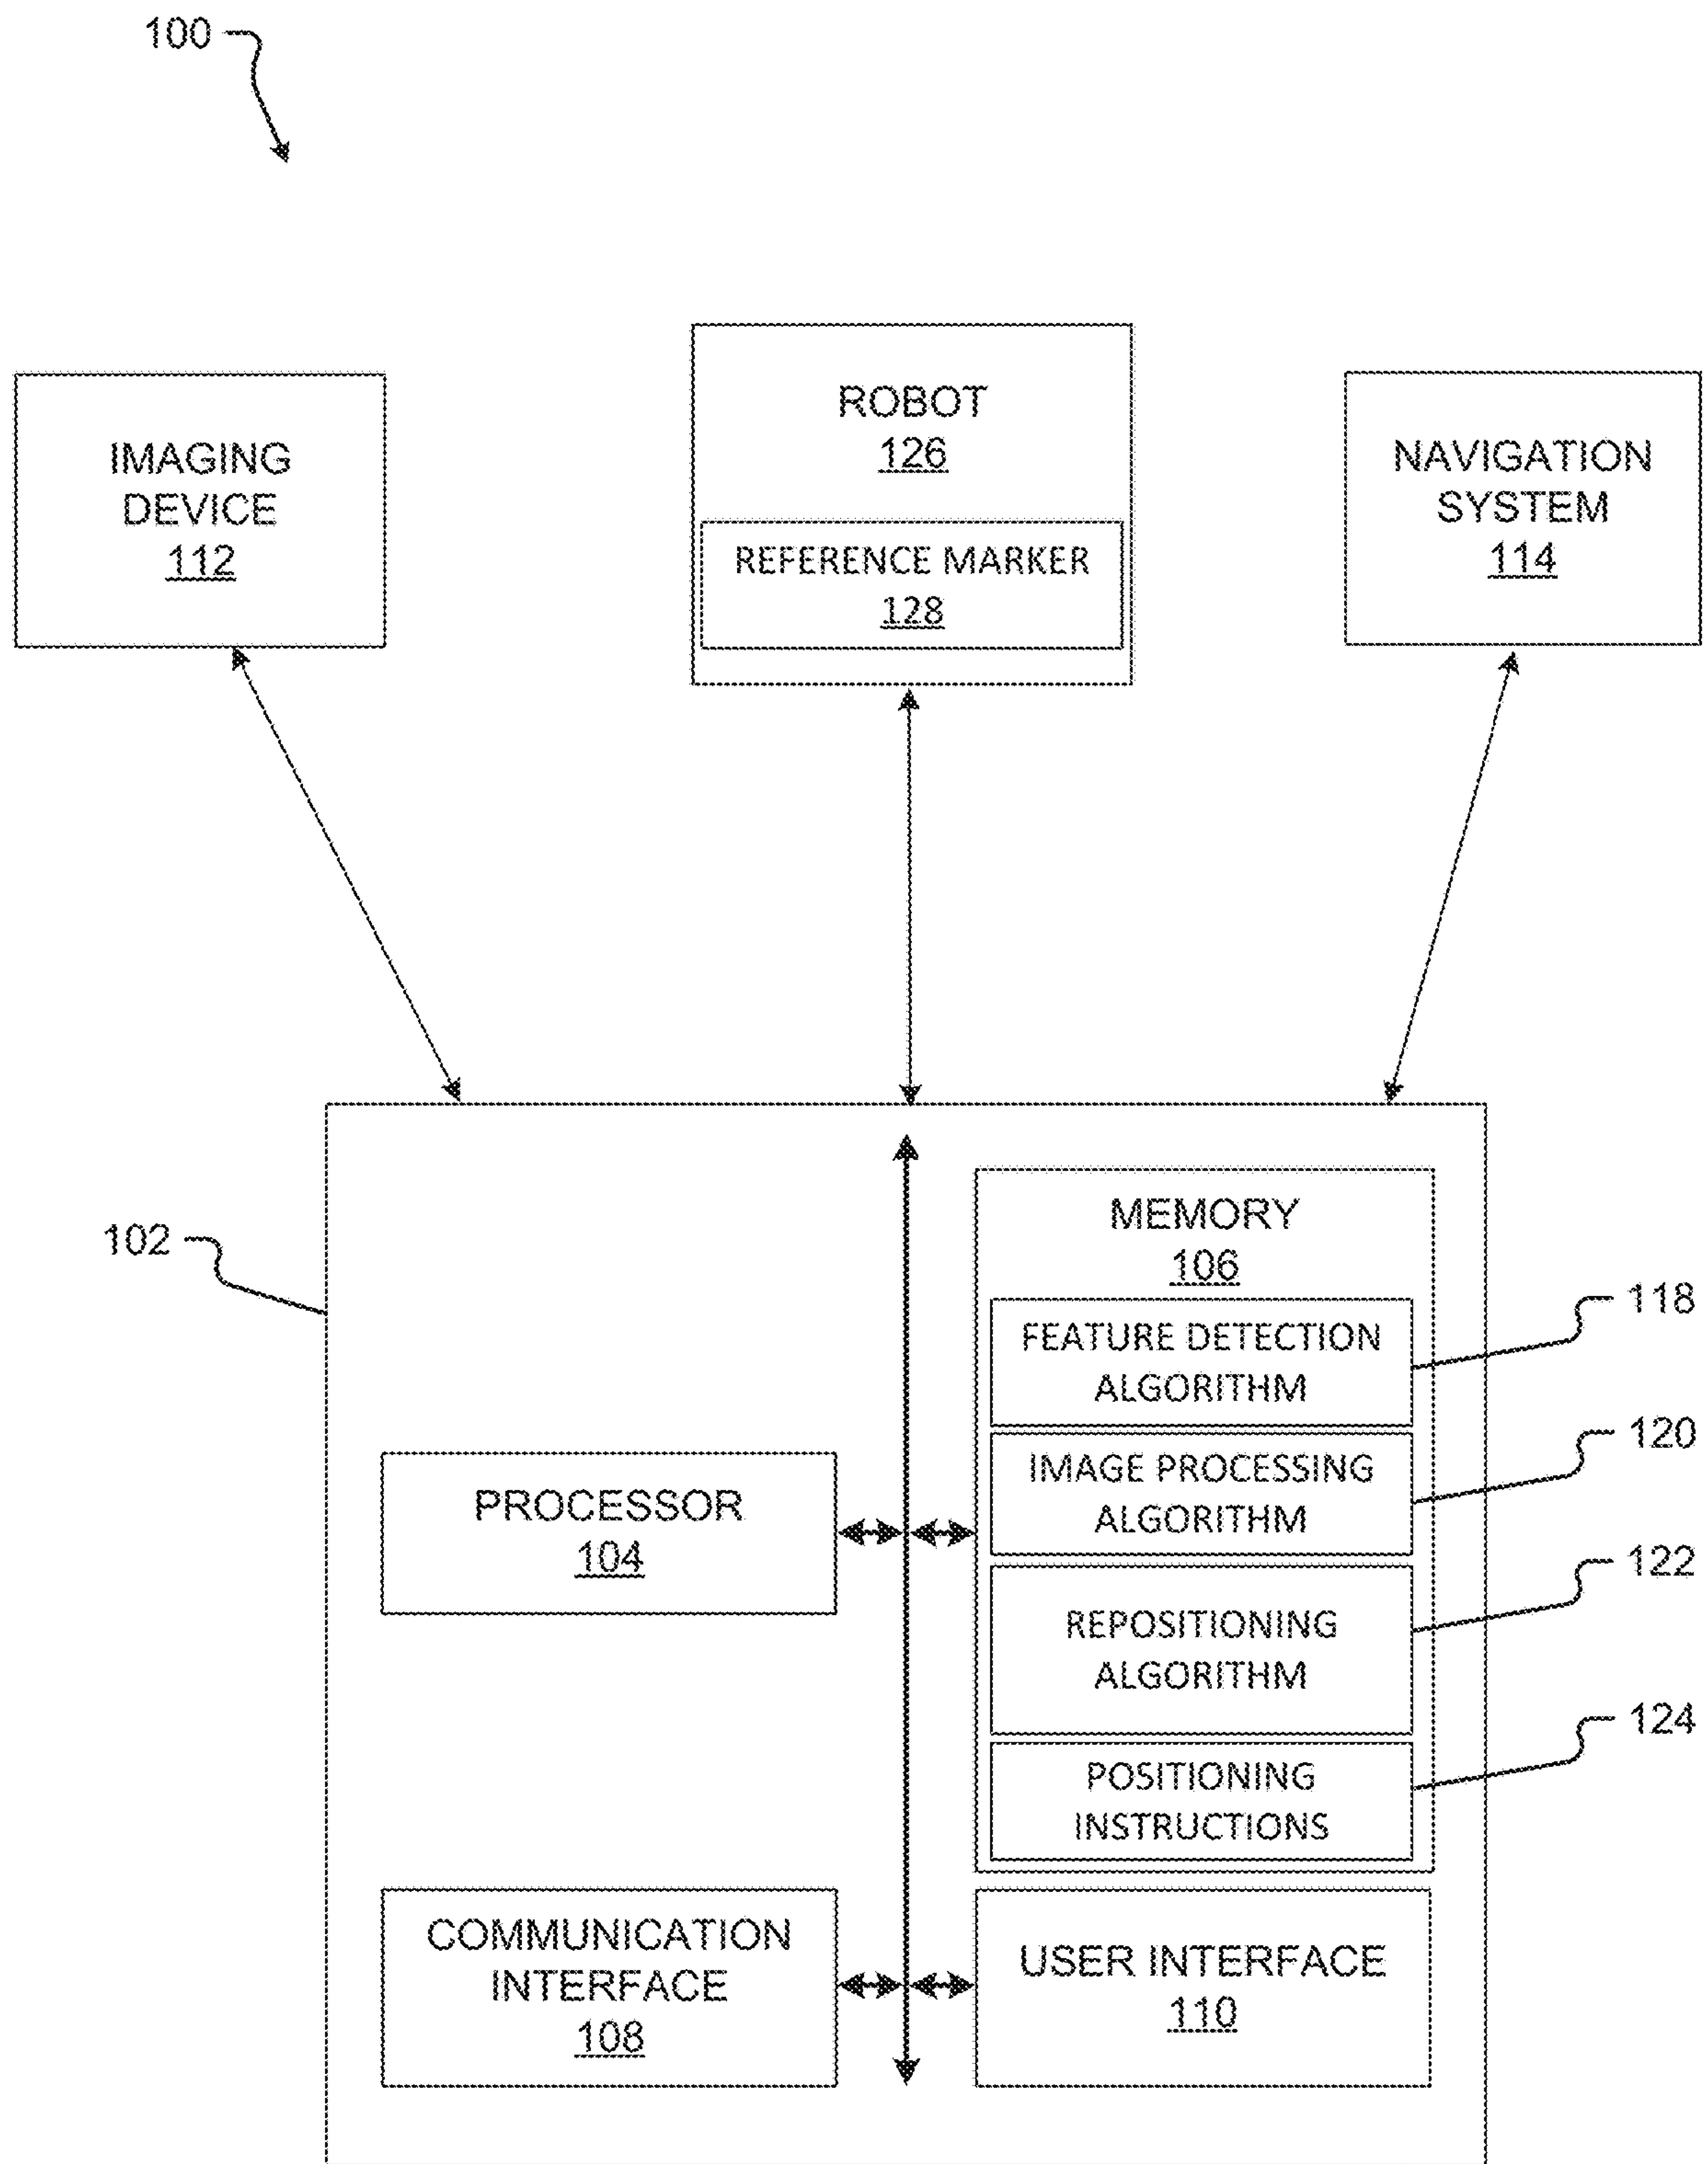 100
IMAGING
DEVICE
112
ROBOT
126
REFERENCE MARKER
128
NAVIGATION
SYSTEM
114
102
MEMORY
106
FEATURE DETECTION
ALGORITHM
118
IMAGE PROCESSING
ALGORITHM
120
REPOSITIONING
ALGORITHM
122
POSITIONING
INSTRUCTIONS
124
PROCESSOR
104
COMMUNICATION
INTERFACE
108
USER INTERFACE
110